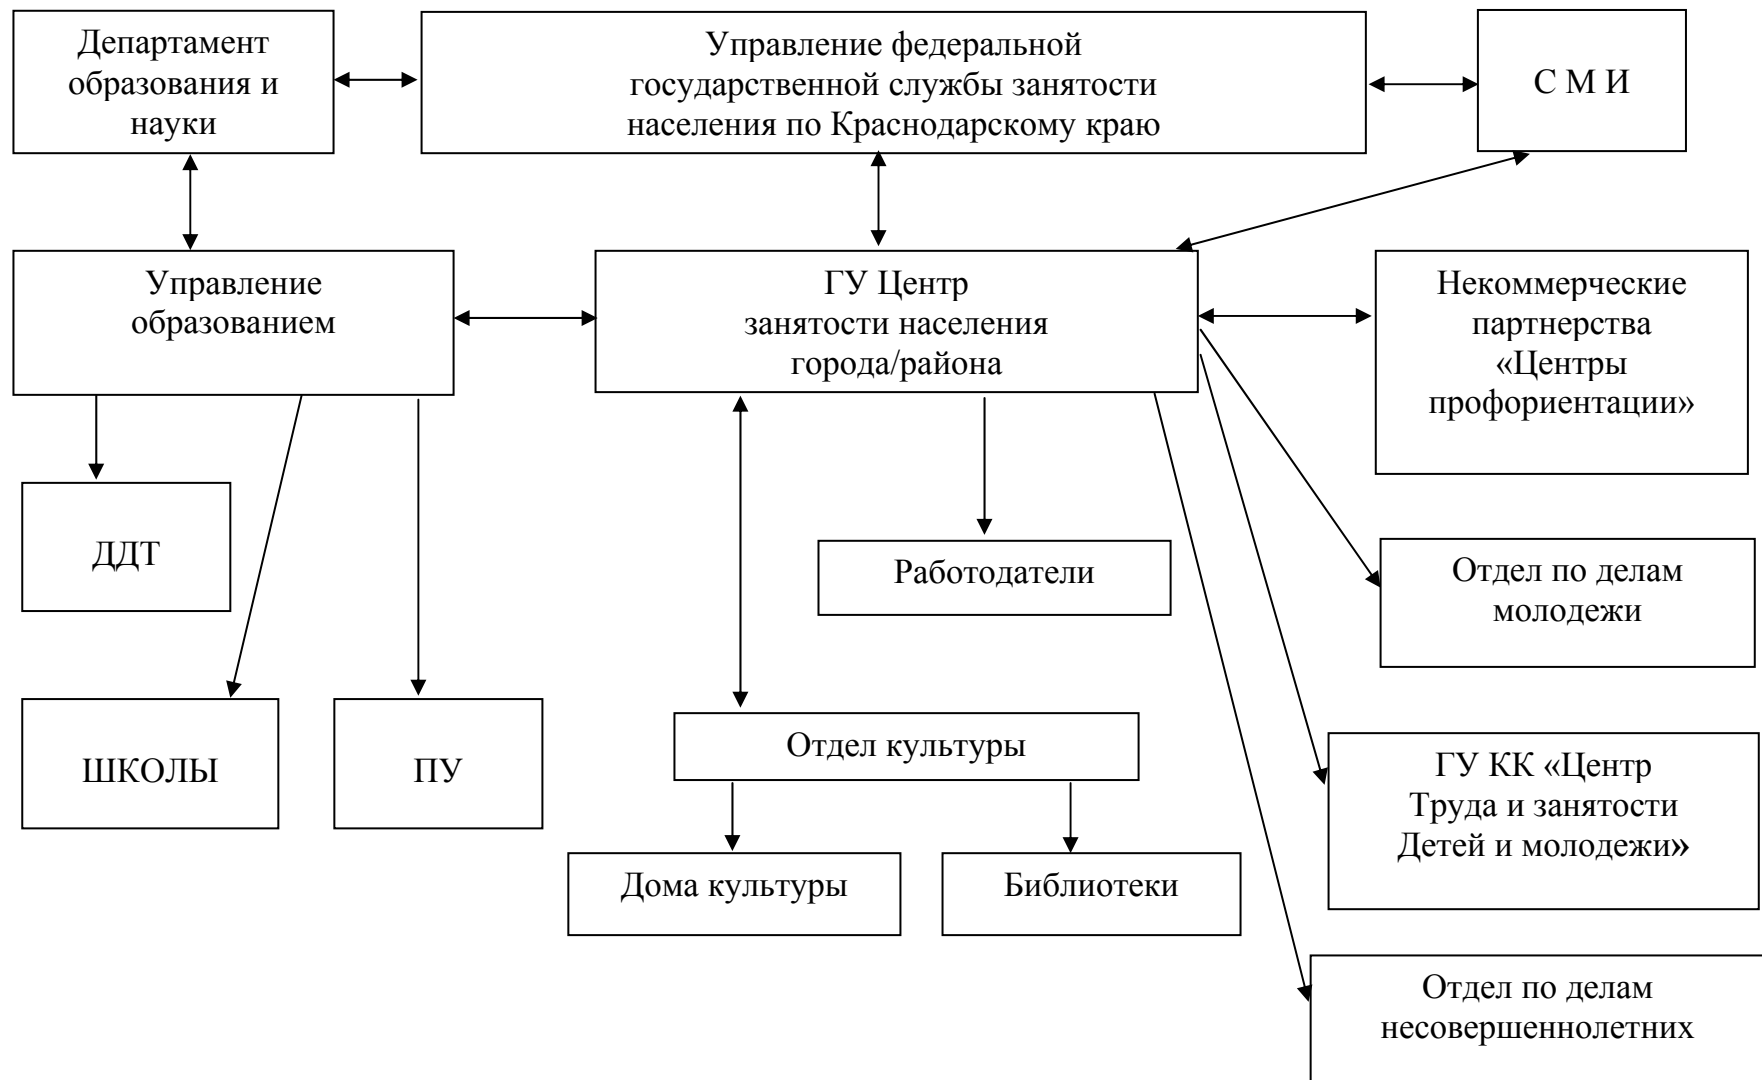 Департамент
образования и
науки
Управление федеральной
государственной службы занятости
населения по Краснодарскому краю
С М И
Управление
образованием
ГУ Центр
занятости населения
города/района
Некоммерческие
партнерства
«Центры
профориентации»
ДДТ
Работодатели
Отдел по делам
молодежи
ШКОЛЫ
ПУ
Отдел культуры
ГУ КК «Центр
Труда и занятости
Детей и молодежи»
Дома культуры
Библиотеки
Отдел по делам
несовершеннолетних